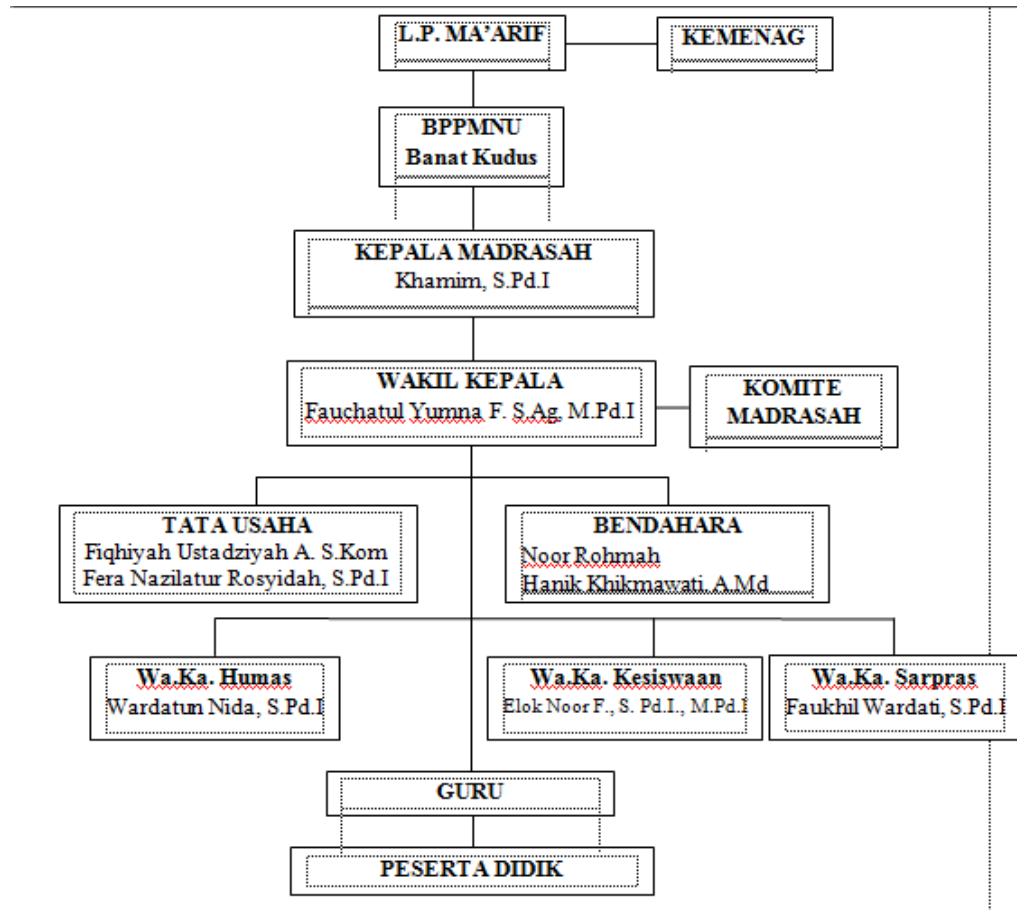 L.P. MA’ARIF
KEMENAG
BPPMNU
Banat Kudus
KEPALA MADRASAH
Khamim, S.Pd.I
WAKIL KEPALA
Fauchatul Yumna F. S.Ag, M.Pd.I
KOMITE
MADRASAH
TATA USAHA
Fiqhiyah Ustadziyah A. S.Kom
Fera Nazilatur Rosyidah, S.Pd.I
BENDAHARA
Noor Rohmah
Hanik Khikmawati. A.Md
Wa.Ka. Humas
Wardatun Nida, S.Pd.I
Wa.Ka. Kesiswaan
Elok Noor F., S. Pd.I., M.Pd.I
Wa.Ka. Sarpras
Faukhil Wardati, S.Pd.I
GURU
PESERTA DIDIK